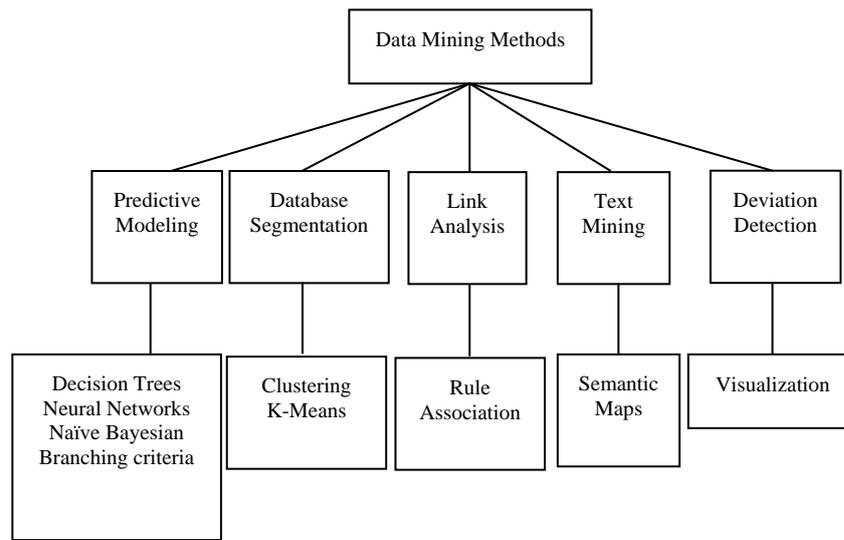 Data Mining Methods
Predictive
Modeling
Database
Segmentation
Link
Analysis
Text
Mining
Deviation
Detection
Decision Trees
Neural Networks
Naïve Bayesian
Branching criteria
Clustering
K-Means
Rule
Association
Semantic
Maps
Visualization